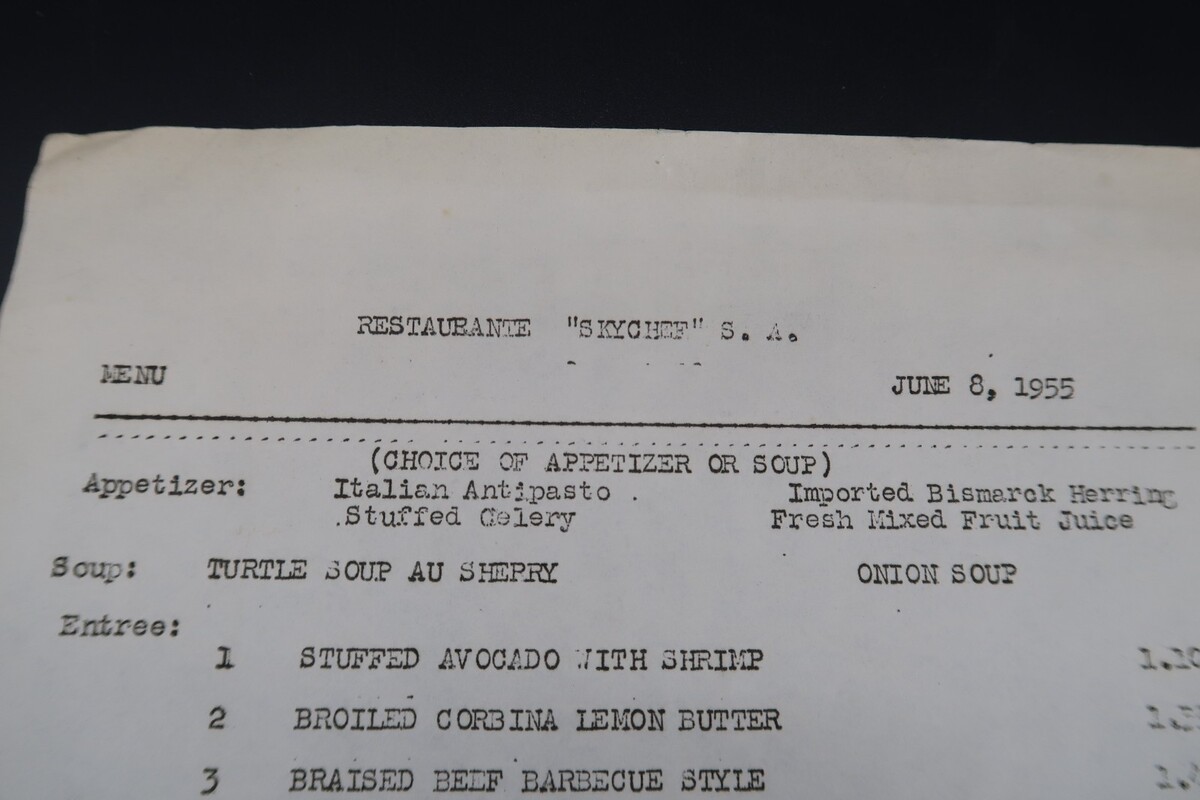 RESTAURANTE "SKYCHEF" S. A.
MENU JUNE 8, 1955
(CHOICE OF APPETIZER OR SOUP)
Appetizer: Italian Antipasto . Imported Bismarck Herring
.Stuffed Celery Fresh Mixed Fruit Juice
Soup: TURTLE SOUP AU SHERRY ONION SOUP
Entree:
1 STUFFED AVOCADO WITH SHRIMP
2 BROILED CORBINA LEMON BUTTER
3 BRAISED BEEF BARBECUE STYLE